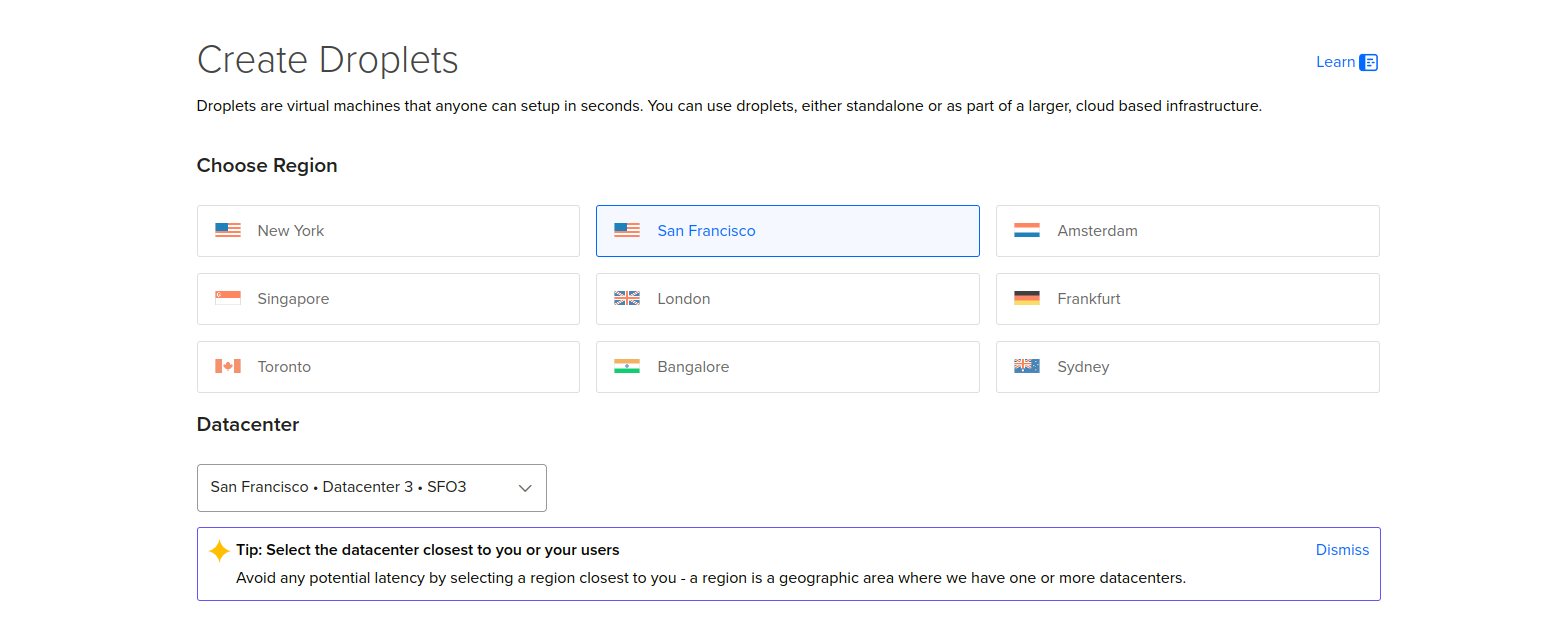 Create Droplets
Learn
Droplets are virtual machines that anyone can setup in seconds. You can use droplets, either standalone or as part of a larger, cloud based infrastructure.
Choose Region
New York
San Francisco
Amsterdam
Singapore
London
Frankfurt
Toronto
Bangalore
Sydney
Datacenter
San Francisco • Datacenter 3 • SFO3
Tip: Select the datacenter closest to you or your users
Dismiss
Avoid any potential latency by selecting a region closest to you - a region is a geographic area where we have one or more datacenters.